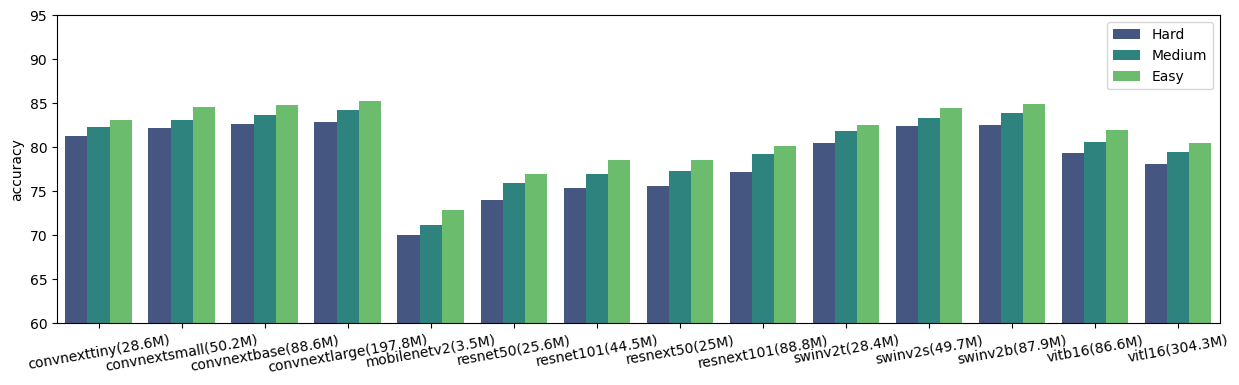 95
90
85
80
75
70
65
60
accuracy
Hard
Medium
Easy
convnexttiny(28.6M)
convnextsmall(50.2M)
convnextbase(88.6M)
convnextlarge(197.8M)
mobilenetv2(3.5M)
resnet50(25.6M)
resnet101(44.5M)
resnext50(25M)
resnext101(88.8M)
swinv2t(28.4M)
swinv2s(49.7M)
swinv2b(87.9M)
vitb16(86.6M)
vitl16(304.3M)